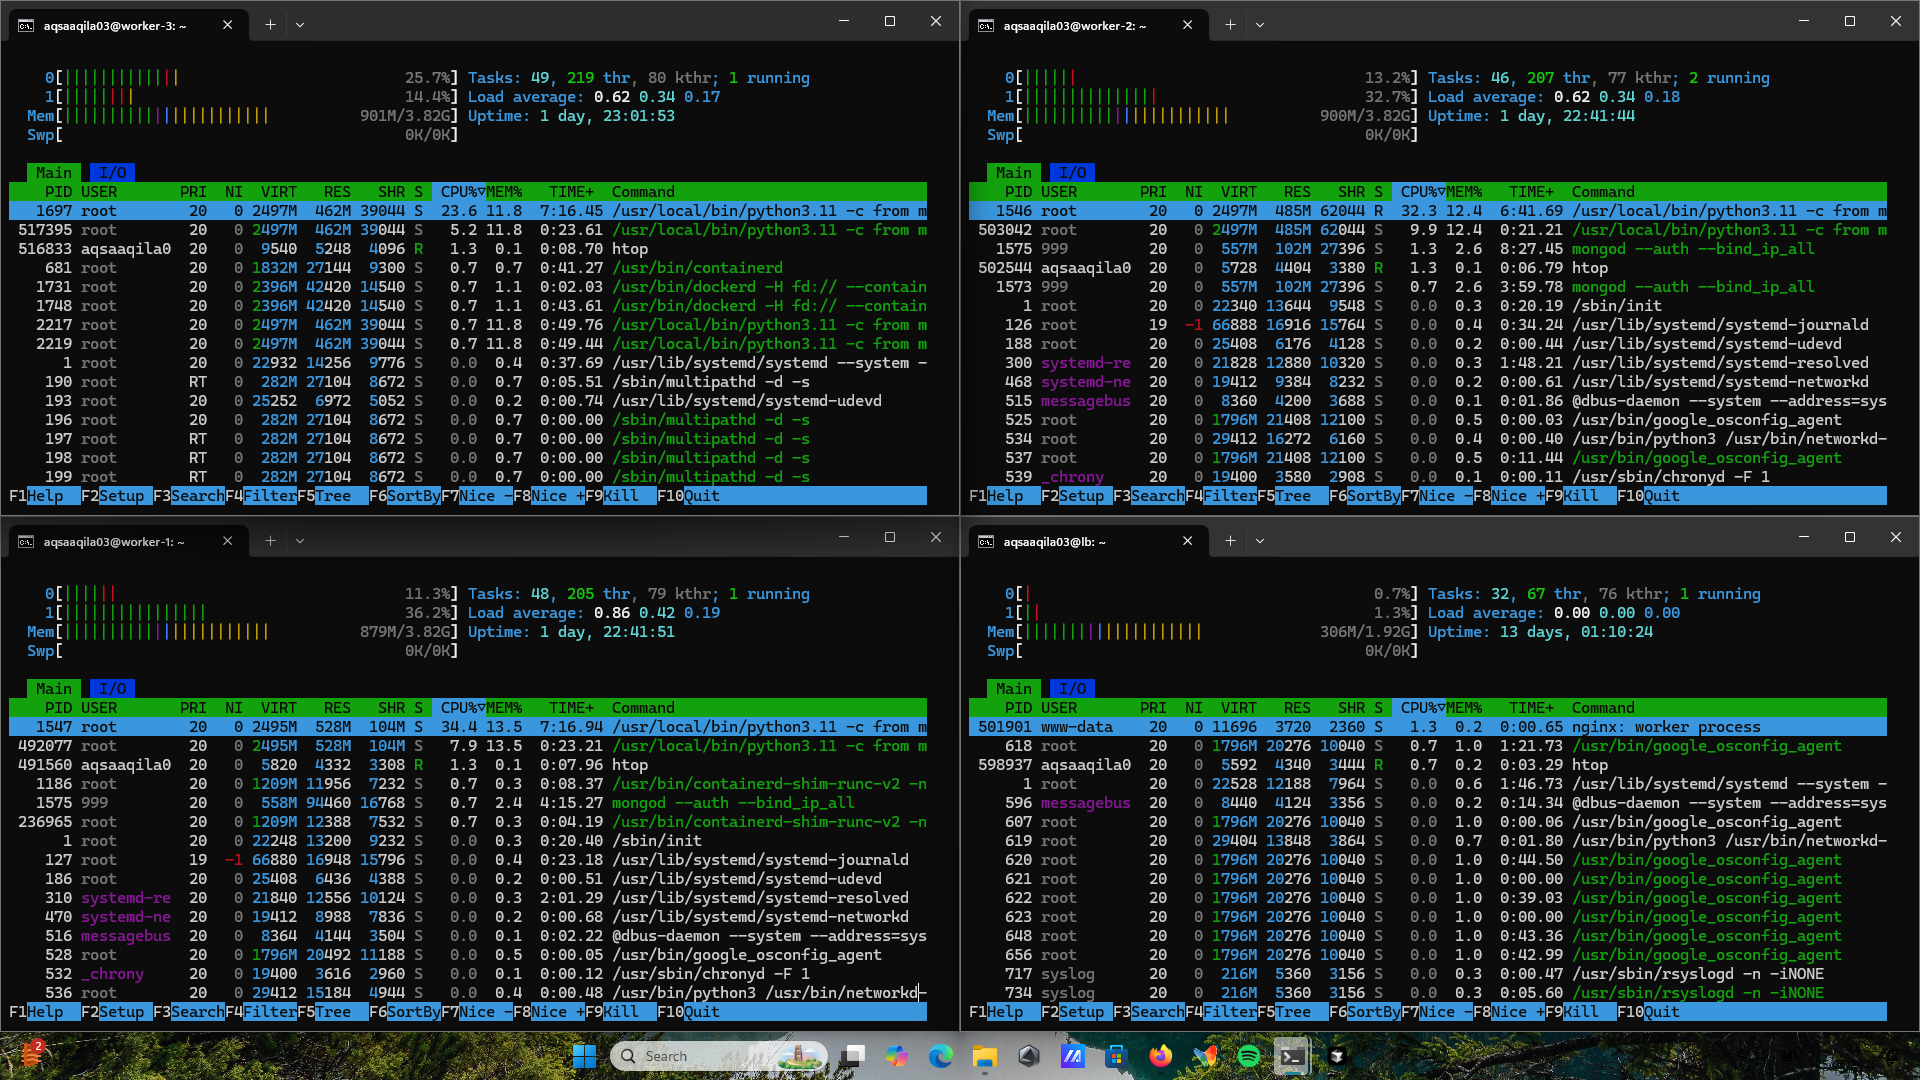 aqsaaqila03@worker-3: ~
0[||||||||||||| 25.7%] Tasks: 49, 219 thr, 80 kthr; 1 running
1[|||||||| 14.4%] Load average: 0.62 0.34 0.17
Mem[||||||||||||||||||||||| 901M/3.82G] Uptime: 1 day, 23:01:53
Swp[ 0K/0K]
Main I/O
PID USER PRI NI VIRT RES SHR S CPU%▽MEM% TIME+ Command
1697 root 20 0 2497M 462M 39044 S 23.6 11.8 7:16.45 /usr/local/bin/python3.11 -c from m
517395 root 20 0 2497M 462M 39044 S 5.2 11.8 0:23.61 /usr/local/bin/python3.11 -c from m
516833 aqsaaqila0 20 0 9540 5248 4096 R 1.3 0.1 0:08.70 htop
681 root 20 0 1832M 27144 9300 S 0.7 0.7 0:41.27 /usr/bin/containerd
1731 root 20 0 2396M 42420 14540 S 0.7 1.1 0:02.03 /usr/bin/dockerd -H fd:// --contain
1748 root 20 0 2396M 42420 14540 S 0.7 1.1 0:43.61 /usr/bin/dockerd -H fd:// --contain
2217 root 20 0 2497M 462M 39044 S 0.7 11.8 0:49.76 /usr/local/bin/python3.11 -c from m
2219 root 20 0 2497M 462M 39044 S 0.7 11.8 0:49.44 /usr/local/bin/python3.11 -c from m
1 root 20 0 22932 14256 9776 S 0.0 0.4 0:37.69 /usr/lib/systemd/systemd --system -
190 root RT 0 282M 27104 8672 S 0.0 0.7 0:05.51 /sbin/multipathd -d -s
193 root 20 0 25252 6972 5052 S 0.0 0.2 0:00.74 /usr/lib/systemd/systemd-udevd
196 root 20 0 282M 27104 8672 S 0.0 0.7 0:00.00 /sbin/multipathd -d -s
197 root RT 0 282M 27104 8672 S 0.0 0.7 0:00.00 /sbin/multipathd -d -s
198 root RT 0 282M 27104 8672 S 0.0 0.7 0:00.00 /sbin/multipathd -d -s
199 root RT 0 282M 27104 8672 S 0.0 0.7 0:00.00 /sbin/multipathd -d -s
F1Help F2Setup F3SearchF4FilterF5Tree F6SortByF7Nice -F8Nice +F9Kill F10Quit
aqsaaqila03@worker-2: ~
0[|||||| 13.2%] Tasks: 46, 207 thr, 77 kthr; 2 running
1[||||||||||||||| 32.7%] Load average: 0.62 0.34 0.18
Mem[||||||||||||||||||||||| 900M/3.82G] Uptime: 1 day, 22:41:44
Swp[ 0K/0K]
Main I/O
PID USER PRI NI VIRT RES SHR S CPU%▽MEM% TIME+ Command
1546 root 20 0 2497M 485M 62044 R 32.3 12.4 6:41.69 /usr/local/bin/python3.11 -c from m
503042 root 20 0 2497M 485M 62044 S 9.9 12.4 0:21.21 /usr/local/bin/python3.11 -c from m
1575 999 20 0 557M 102M 27396 S 1.3 2.6 8:27.45 mongod --auth --bind_ip_all
502544 aqsaaqila0 20 0 5728 4404 3380 R 1.3 0.1 0:06.79 htop
1573 999 20 0 557M 102M 27396 S 0.7 2.6 3:59.78 mongod --auth --bind_ip_all
1 root 20 0 22340 13644 9548 S 0.0 0.3 0:20.19 /sbin/init
126 root 19 -1 66888 16916 15764 S 0.0 0.4 0:34.24 /usr/lib/systemd/systemd-journald
188 root 20 0 25408 6176 4128 S 0.0 0.2 0:00.44 /usr/lib/systemd/systemd-udevd
300 systemd-re 20 0 21828 12880 10320 S 0.0 0.3 1:48.21 /usr/lib/systemd/systemd-resolved
468 systemd-ne 20 0 19412 9384 8232 S 0.0 0.2 0:00.61 /usr/lib/systemd/systemd-networkd
515 messagebus 20 0 8360 4200 3688 S 0.0 0.1 0:01.86 @dbus-daemon --system --address=sys
525 root 20 0 1796M 21408 12100 S 0.0 0.5 0:00.03 /usr/bin/google_osconfig_agent
534 root 20 0 29412 16272 6160 S 0.0 0.4 0:00.40 /usr/bin/python3 /usr/bin/networkd-
537 root 20 0 1796M 21408 12100 S 0.0 0.5 0:11.44 /usr/bin/google_osconfig_agent
539 _chrony 20 0 19400 3580 2908 S 0.0 0.1 0:00.11 /usr/sbin/chronyd -F 1
F1Help F2Setup F3SearchF4FilterF5Tree F6SortByF7Nice -F8Nice +F9Kill F10Quit
aqsaaqila03@worker-1: ~
0[|||||| 11.3%] Tasks: 48, 205 thr, 79 kthr; 1 running
1[|||||||||||||||| 36.2%] Load average: 0.86 0.42 0.19
Mem[||||||||||||||||||||||| 879M/3.82G] Uptime: 1 day, 22:41:51
Swp[ 0K/0K]
Main I/O
PID USER PRI NI VIRT RES SHR S CPU%▽MEM% TIME+ Command
1547 root 20 0 2495M 528M 104M S 34.4 13.5 7:16.94 /usr/local/bin/python3.11 -c from m
492077 root 20 0 2495M 528M 104M S 7.9 13.5 0:23.21 /usr/local/bin/python3.11 -c from m
491560 aqsaaqila0 20 0 5820 4332 3308 R 1.3 0.1 0:07.96 htop
1186 root 20 0 1209M 11956 7232 S 0.7 0.3 0:08.37 /usr/bin/containerd-shim-runc-v2 -n
1575 999 20 0 558M 94460 16768 S 0.7 2.4 4:15.27 mongod --auth --bind_ip_all
236965 root 20 0 1209M 12388 7532 S 0.7 0.3 0:04.19 /usr/bin/containerd-shim-runc-v2 -n
1 root 20 0 22248 13200 9232 S 0.0 0.3 0:20.40 /sbin/init
127 root 19 -1 66880 16948 15796 S 0.0 0.4 0:23.18 /usr/lib/systemd/systemd-journald
186 root 20 0 25408 6436 4388 S 0.0 0.2 0:00.51 /usr/lib/systemd/systemd-udevd
310 systemd-re 20 0 21840 12556 10124 S 0.0 0.3 2:01.29 /usr/lib/systemd/systemd-resolved
470 systemd-ne 20 0 19412 8988 7836 S 0.0 0.2 0:00.68 /usr/lib/systemd/systemd-networkd
516 messagebus 20 0 8364 4144 3504 S 0.0 0.1 0:02.22 @dbus-daemon --system --address=sys
528 root 20 0 1796M 20492 11188 S 0.0 0.5 0:00.05 /usr/bin/google_osconfig_agent
532 _chrony 20 0 19400 3616 2960 S 0.0 0.1 0:00.12 /usr/sbin/chronyd -F 1
536 root 20 0 29412 15184 4944 S 0.0 0.4 0:00.48 /usr/bin/python3 /usr/bin/networkd-
F1Help F2Setup F3SearchF4FilterF5Tree F6SortByF7Nice -F8Nice +F9Kill F10Quit
aqsaaqila03@lb: ~
0[| 0.7%] Tasks: 32, 67 thr, 76 kthr; 1 running
1[|| 1.3%] Load average: 0.00 0.00 0.00
Mem[|||||||||||||||||||| 306M/1.92G] Uptime: 13 days, 01:10:24
Swp[ 0K/0K]
Main I/O
PID USER PRI NI VIRT RES SHR S CPU%▽MEM% TIME+ Command
501901 www-data 20 0 11696 3720 2360 S 1.3 0.2 0:00.65 nginx: worker process
618 root 20 0 1796M 20276 10040 S 0.7 1.0 1:21.73 /usr/bin/google_osconfig_agent
598937 aqsaaqila0 20 0 5592 4340 3444 R 0.7 0.2 0:03.29 htop
1 root 20 0 22528 12188 7964 S 0.0 0.6 1:46.73 /usr/lib/systemd/systemd --system -
596 messagebus 20 0 8440 4124 3356 S 0.0 0.2 0:14.34 @dbus-daemon --system --address=sys
607 root 20 0 1796M 20276 10040 S 0.0 1.0 0:00.06 /usr/bin/google_osconfig_agent
619 root 20 0 29404 13848 3864 S 0.0 0.7 0:01.80 /usr/bin/python3 /usr/bin/networkd-
620 root 20 0 1796M 20276 10040 S 0.0 1.0 0:44.50 /usr/bin/google_osconfig_agent
621 root 20 0 1796M 20276 10040 S 0.0 1.0 0:00.00 /usr/bin/google_osconfig_agent
622 root 20 0 1796M 20276 10040 S 0.0 1.0 0:39.03 /usr/bin/google_osconfig_agent
623 root 20 0 1796M 20276 10040 S 0.0 1.0 0:00.00 /usr/bin/google_osconfig_agent
648 root 20 0 1796M 20276 10040 S 0.0 1.0 0:43.36 /usr/bin/google_osconfig_agent
656 root 20 0 1796M 20276 10040 S 0.0 1.0 0:42.99 /usr/bin/google_osconfig_agent
717 syslog 20 0 216M 5360 3156 S 0.0 0.3 0:00.47 /usr/sbin/rsyslogd -n -iNONE
734 syslog 20 0 216M 5360 3156 S 0.0 0.3 0:05.60 /usr/sbin/rsyslogd -n -iNONE
F1Help F2Setup F3SearchF4FilterF5Tree F6SortByF7Nice -F8Nice +F9Kill F10Quit
2
Search